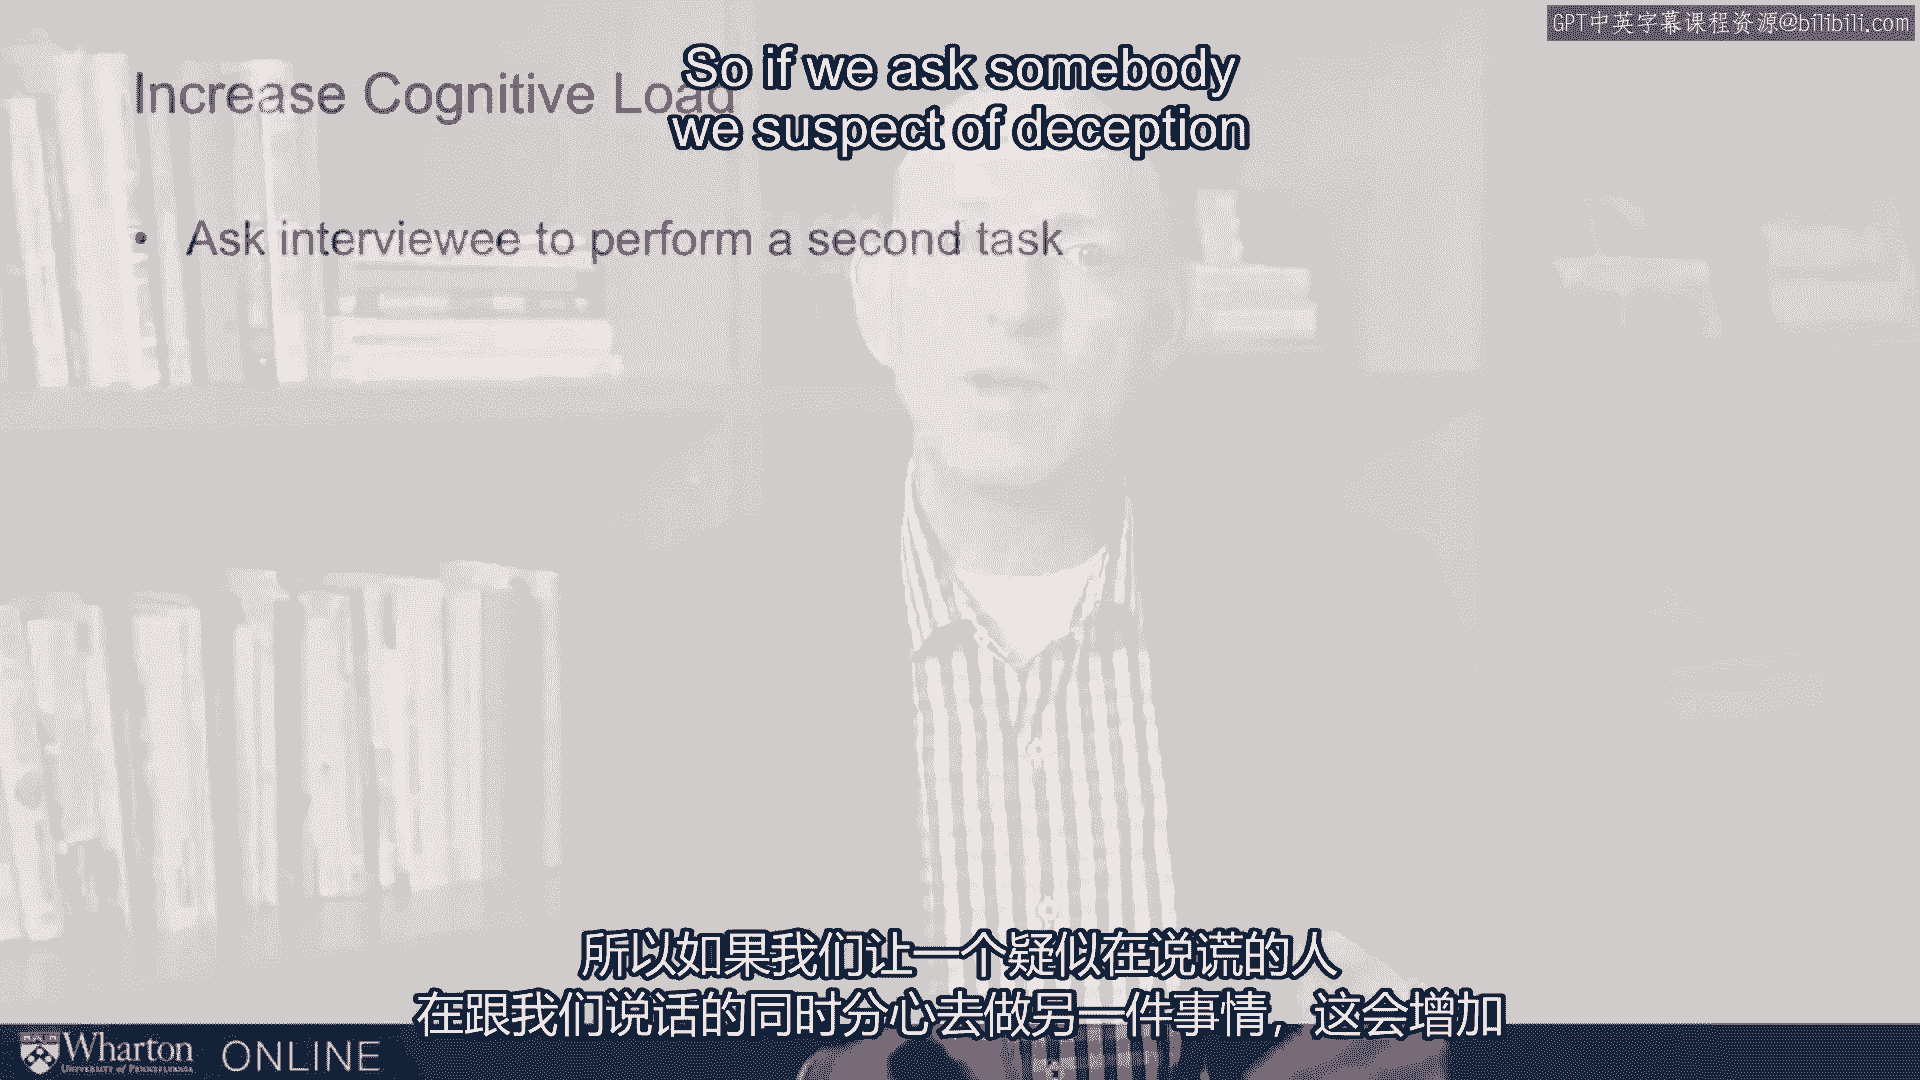 GPT中英字幕课程资源@bilibili.com
So if we ask somebody
we suspect of deception
Increase Cognitive Load
• Ask interviewee to perform a second task
所以如果我们让一个疑似在说谎的人
在跟我们说话的同时分心去做另一件事情，这会增加
Wharton ONLINE
UNIVERSITY of PENNSYLVANIA